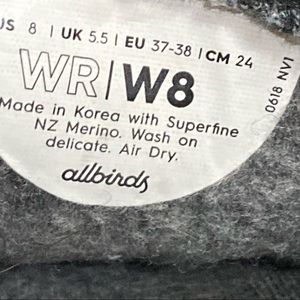 US 8 | UK 5.5 | EU 37-38 | CM 24
WR|W8
Made in Korea with Superfine
NZ Merino. Wash on
delicate. Air Dry.
allbirds
0618 NV1